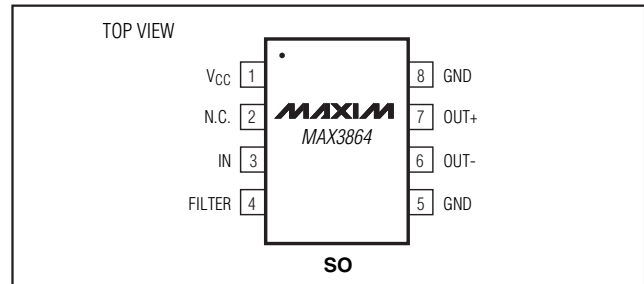 TOP VIEW
VCC 1
N.C. 2
IN 3
FILTER 4
MAXIM
MAX3864
8 GND
7 OUT+
6 OUT-
5 GND
SO